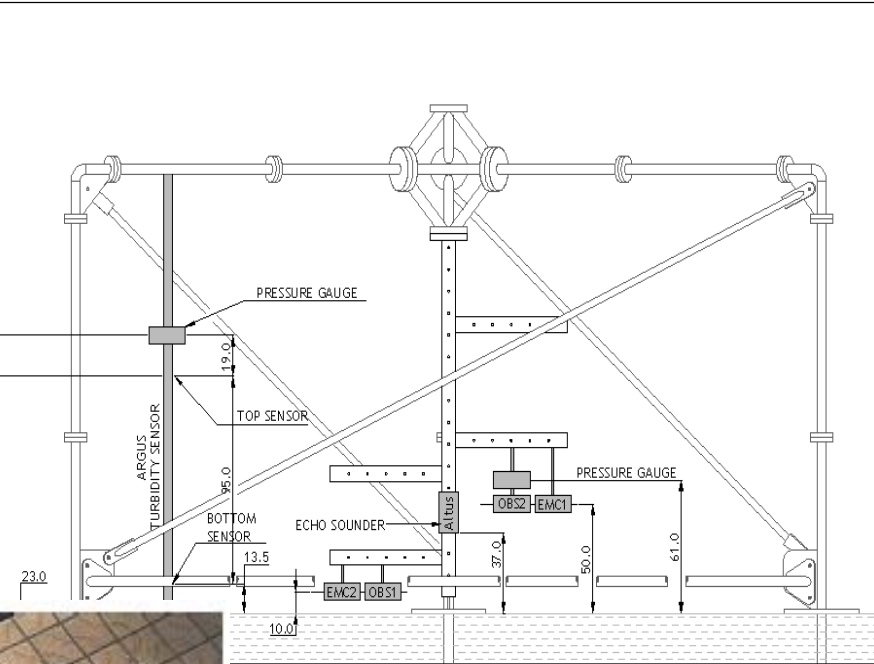 PRESSURE GAUGE
19.0
TOP SENSOR
ARGUS
TURBIDITY SENSOR
95.0
BOTTOM
SENSOR
13.5
23.0
10.0
ECHO SOUNDER
Altus
EMC2
OBS1
PRESSURE GAUGE
OBS2
EMC1
37.0
50.0
61.0